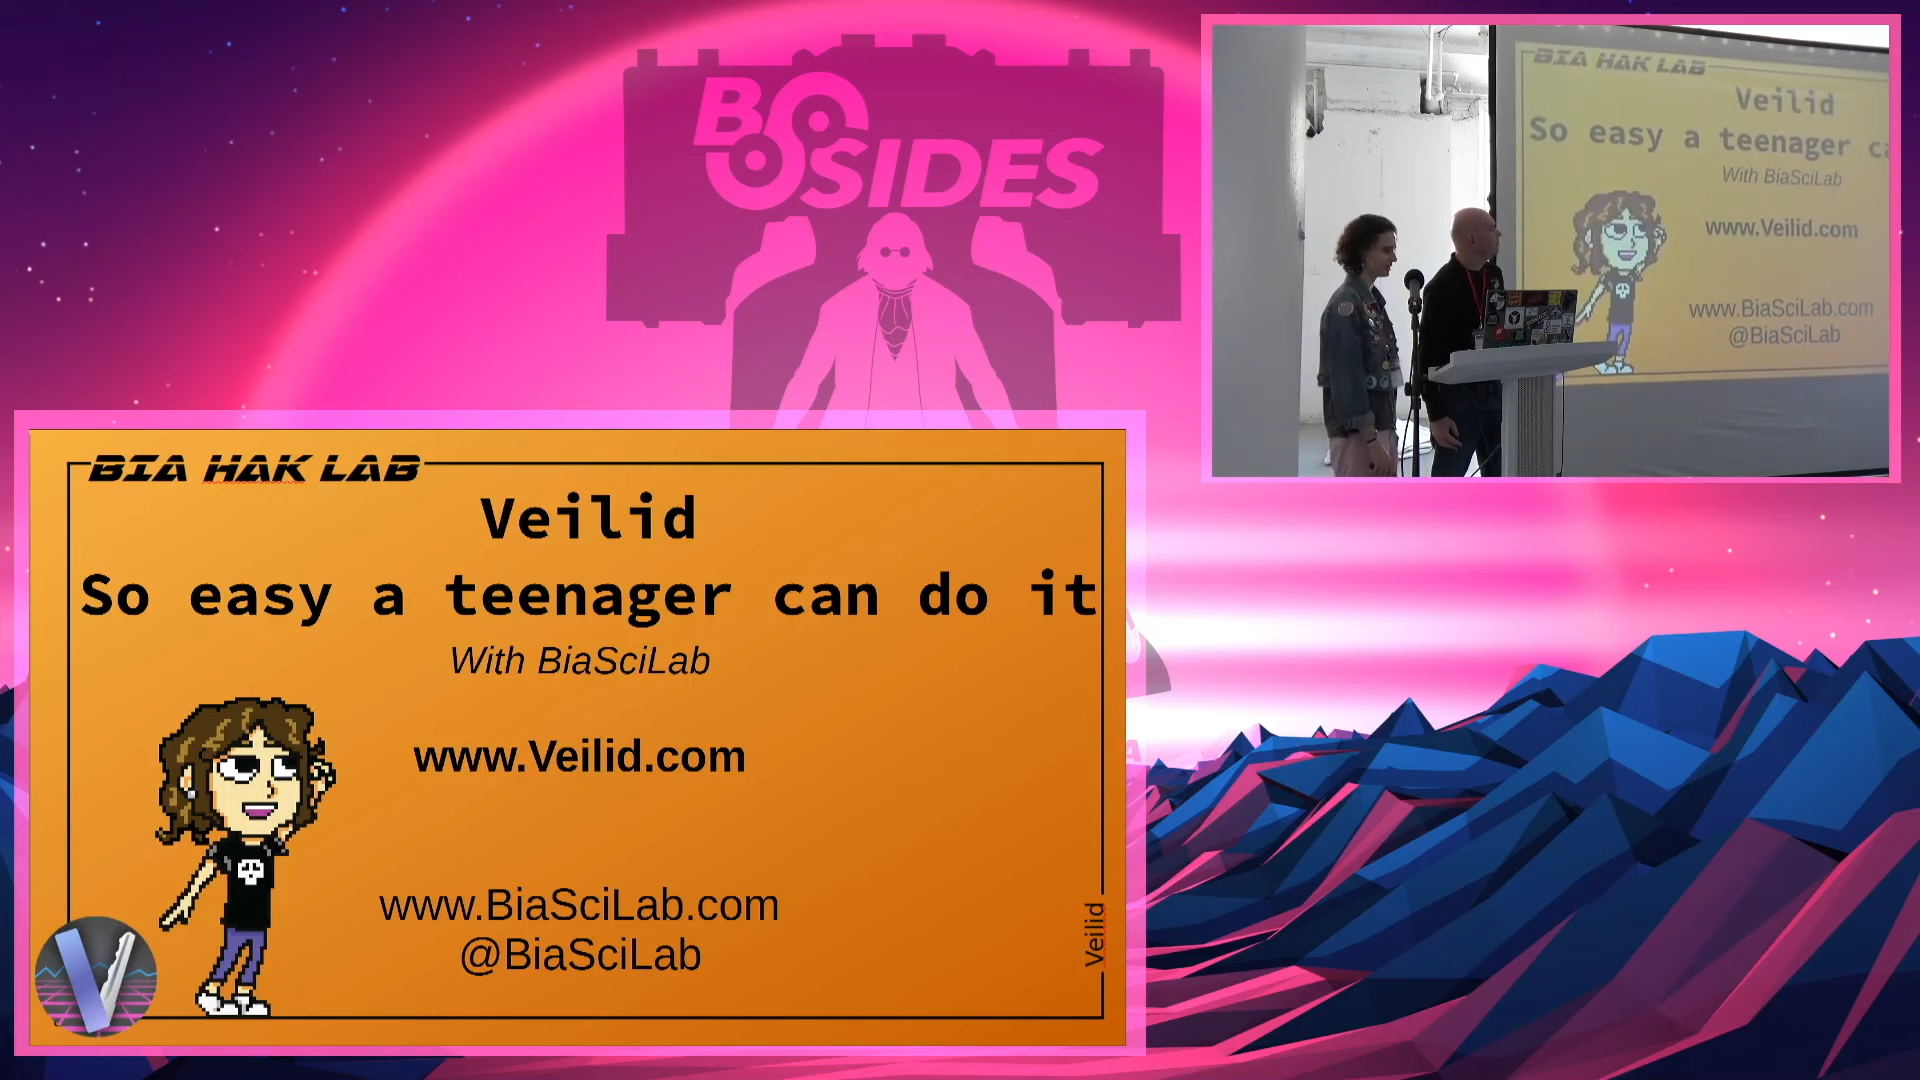 BOSIDES
BIA HAK LAB
Veilid
So easy a teenager can do it
With BiaSciLab
www.Veilid.com
www.BiaSciLab.com
@BiaSciLab
Veilid
BIA HAK LAB
Veilid
So easy a teenager
With BiaSciLab
www.Veilid.com
www.BiaSciLab.com
@BiaSciLab